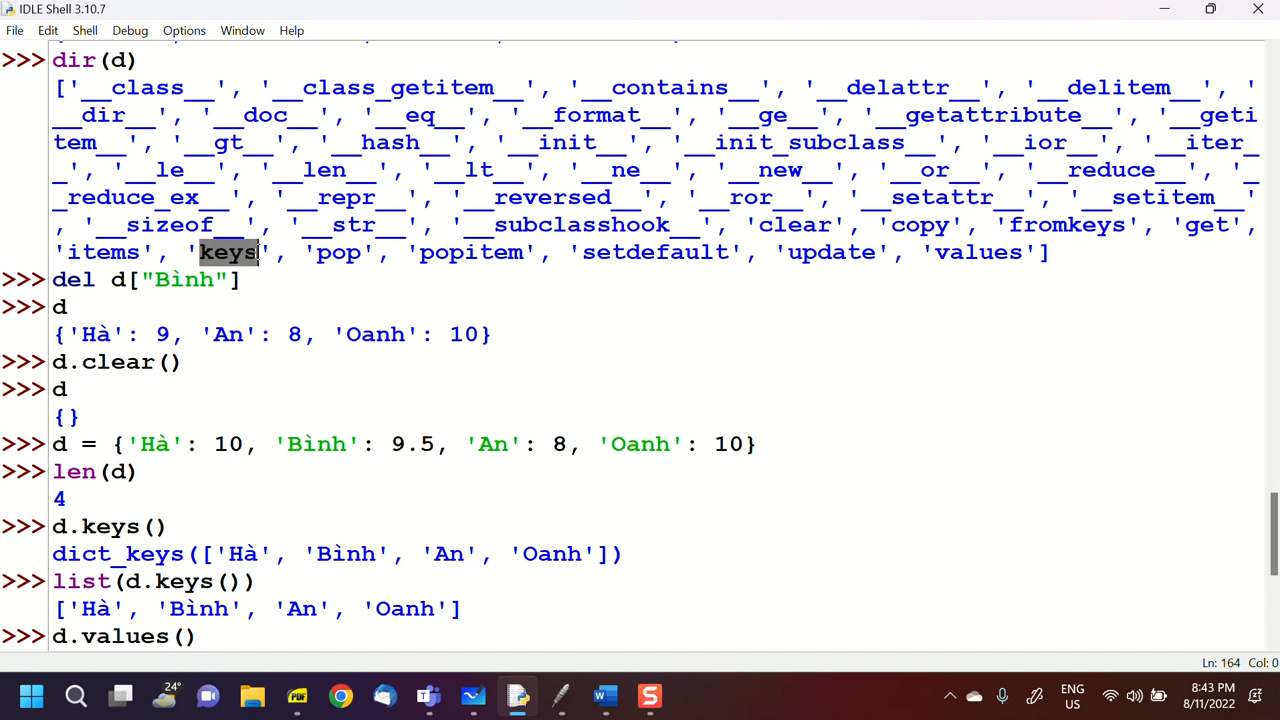 IDLE Shell 3.10.7
File Edit Shell Debug Options Window Help
>>> dir(d)
['__class__', '__class_getitem__', '__contains__', '__delattr__', '__delitem__', '
__dir__', '__doc__', '__eq__', '__format__', '__ge__', '__getattribute__', '__geti
tem__', '__gt__', '__hash__', '__init__', '__init_subclass__', '__ior__', '__iter_
_', '__le__', '__len__', '__lt__', '__ne__', '__new__', '__or__', '__reduce__', '_
_reduce_ex__', '__repr__', '__reversed__', '__ror__', '__setattr__', '__setitem__'
, '__sizeof__', '__str__', '__subclasshook__', 'clear', 'copy', 'fromkeys', 'get',
'items', 'keys', 'pop', 'popitem', 'setdefault', 'update', 'values']
>>> del d["Bình"]
>>> d
{'Hà': 9, 'An': 8, 'Oanh': 10}
>>> d.clear()
>>> d
{}
>>> d = {'Hà': 10, 'Bình': 9.5, 'An': 8, 'Oanh': 10}
>>> len(d)
4
>>> d.keys()
dict_keys(['Hà', 'Bình', 'An', 'Oanh'])
>>> list(d.keys())
['Hà', 'Bình', 'An', 'Oanh']
>>> d.values()
Ln: 164 Col: 0
24°
PDF
ENG
US
8:43 PM
8/11/2022